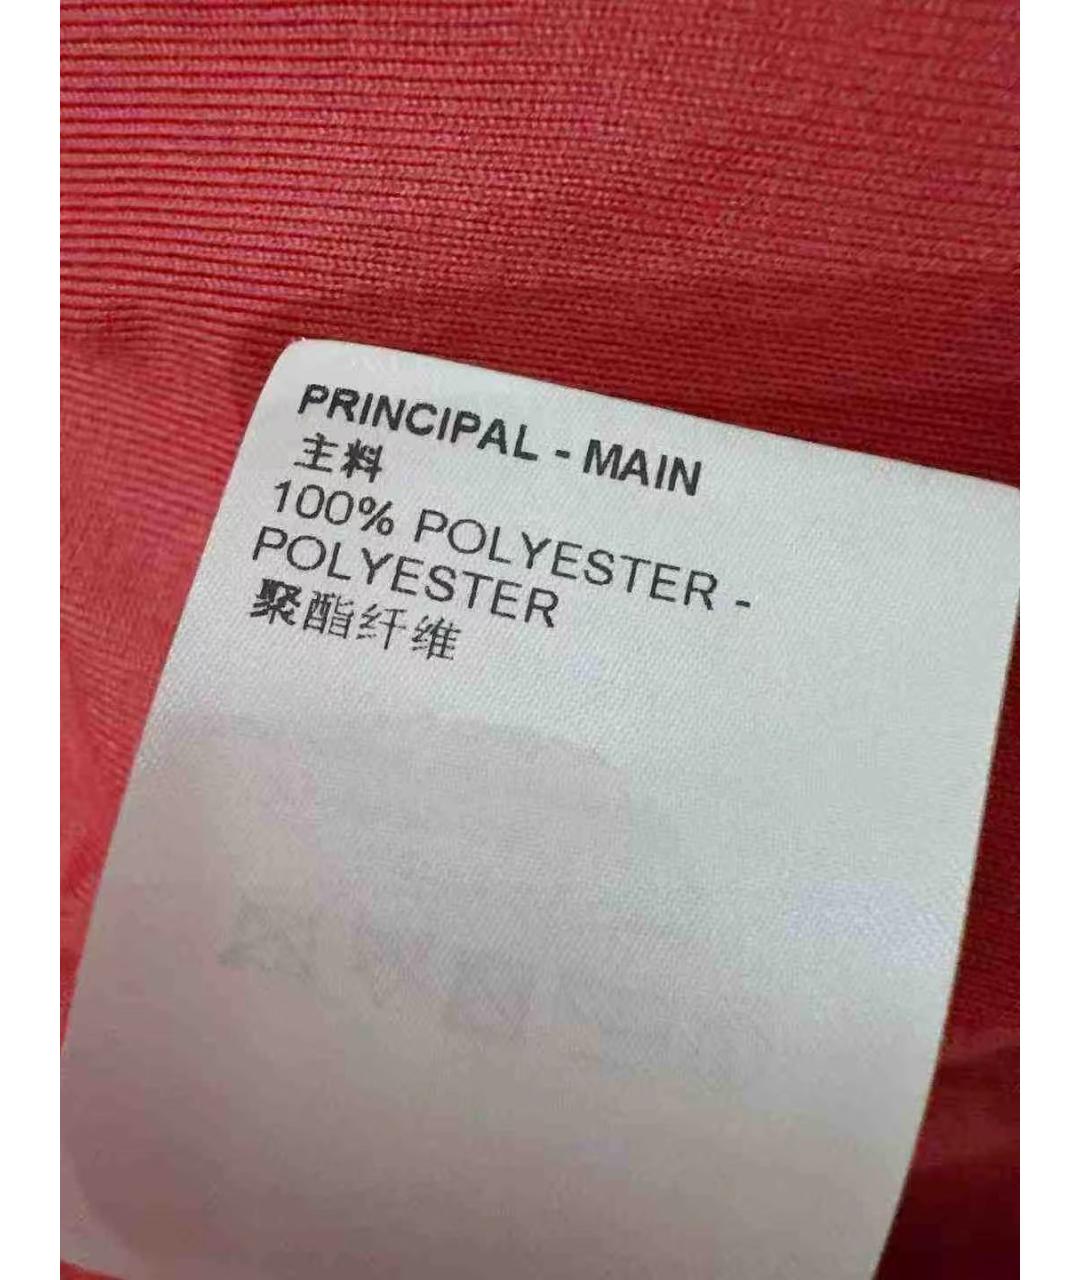 PRINCIPAL - MAIN
主料
100% POLYESTER -
POLYESTER
聚酯纤维